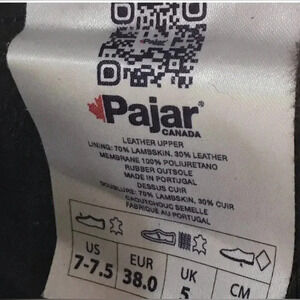 Pajar
CANADA
LEATHER UPPER
LINING: 70% LAMBSKIN, 30% LEATHER
MEMBRANE 100% POLIURETANO
RUBBER OUTSOLE
MADE IN PORTUGAL
DESSUS CUIR
DOUBLURE: 70% LAMBSKIN, 30% CUIR
CAOUTCHOUC SEMELLE
FABRIQUE AU PORTUGAL
US EUR UK CM
7-7.5 38.0 5